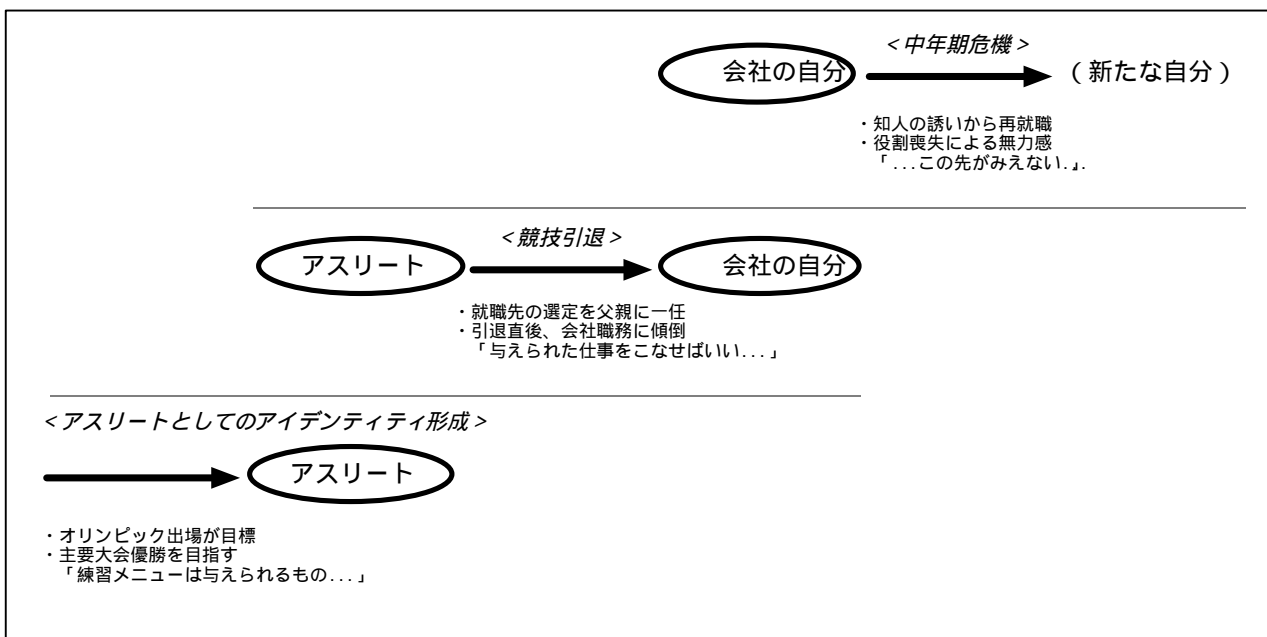 <中年期危機>
会社の自分
(新たな自分)
・知人の誘いから再就職
・役割喪失による無力感
「...この先がみえない.」.
<競技引退>
アスリート
会社の自分
・就職先の選定を父親に一任
・引退直後、会社職務に傾倒
「与えられた仕事をこなせばいい...」
<アスリートとしてのアイデンティティ形成>
アスリート
・オリンピック出場が目標
・主要大会優勝を目指す
「練習メニューは与えられるもの...」